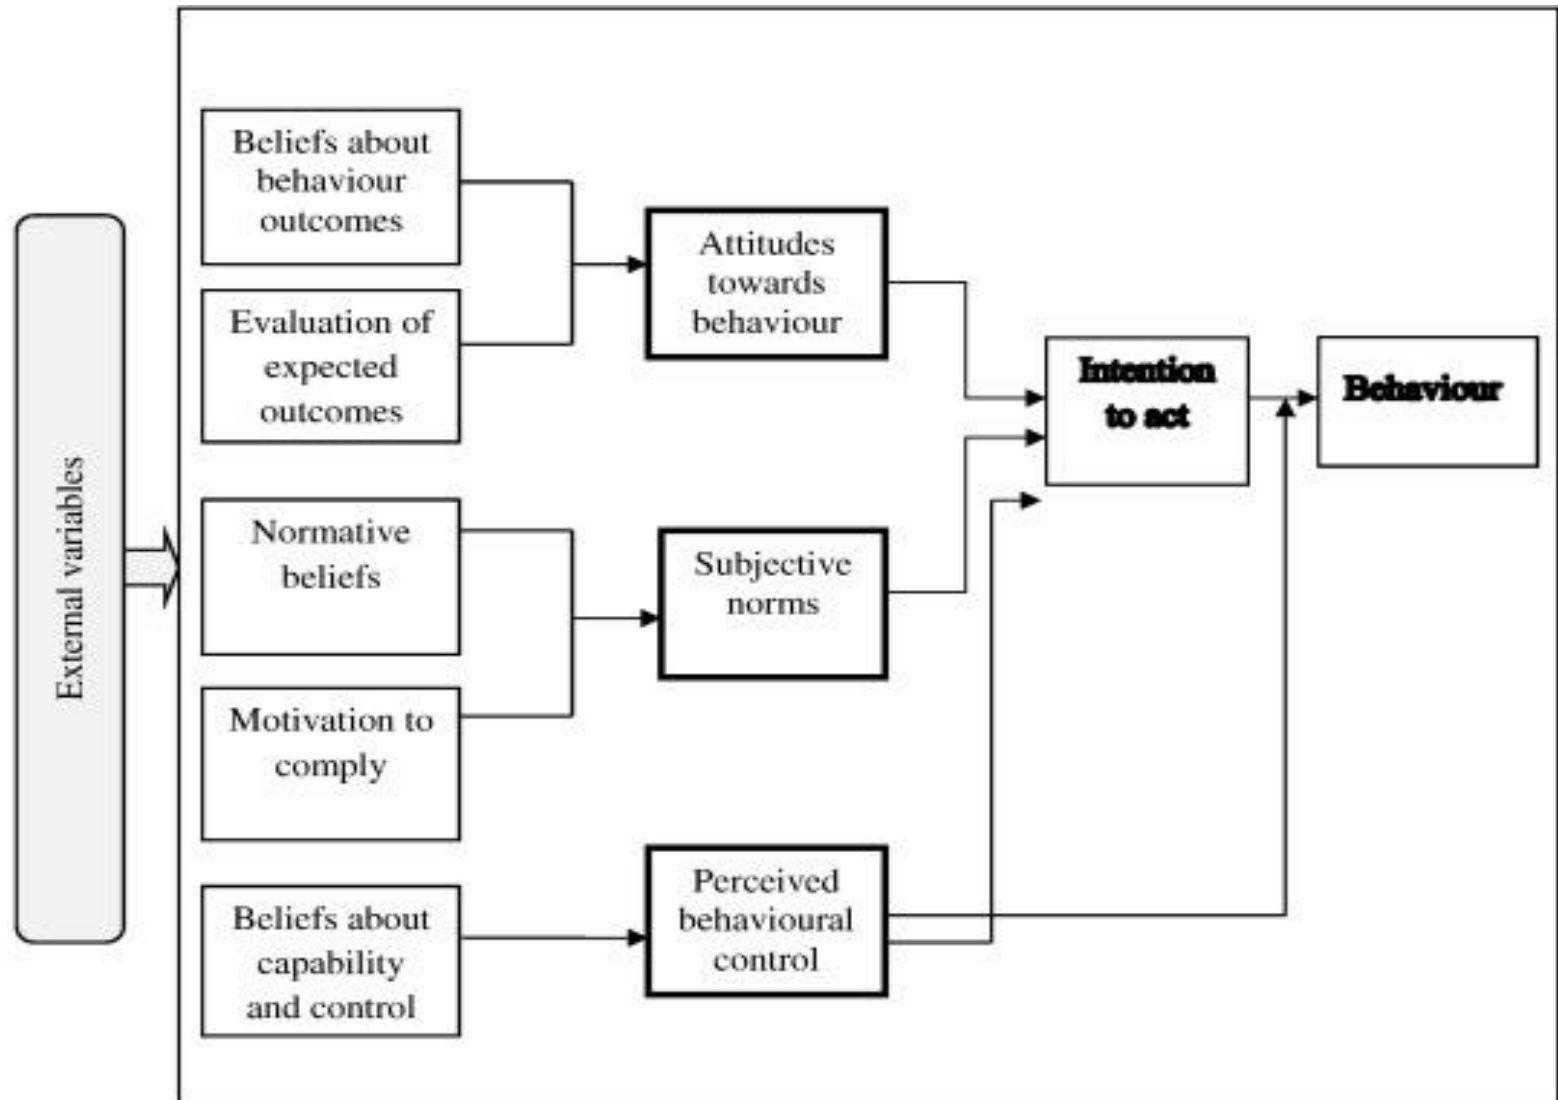 External variables
Beliefs about
behaviour
outcomes
Evaluation of
expected
outcomes
Normative
beliefs
Motivation to
comply
Beliefs about
capability
and control
Attitudes
towards
behaviour
Subjective
norms
Perceived
behavioural
control
Intention
to act
Behaviour